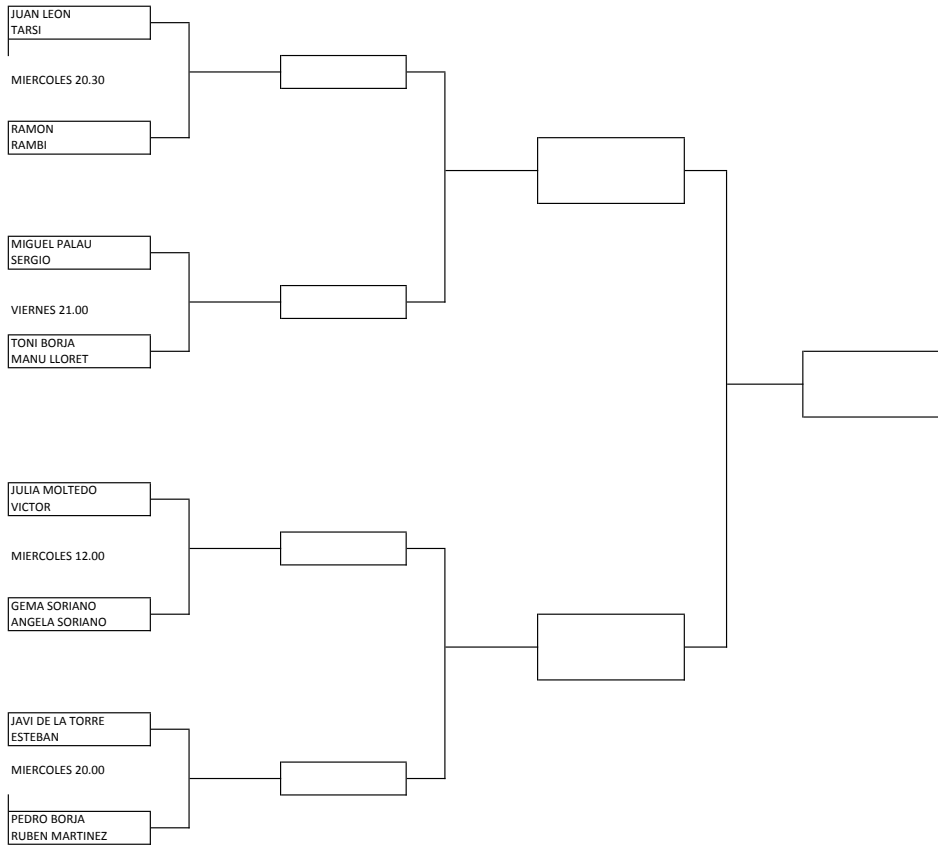 JUAN LEON
TARSI
MIERCOLES 20.30
RAMON
RAMBI
MIGUEL PALAU
SERGIO
VIERNES 21.00
TONI BORJA
MANU LLORET
JULIA MOLTEDO
VICTOR
MIERCOLES 12.00
GEMA SORIANO
ANGELA SORIANO
JAVI DE LA TORRE
ESTEBAN
MIERCOLES 20.00
PEDRO BORJA
RUBEN MARTINEZ